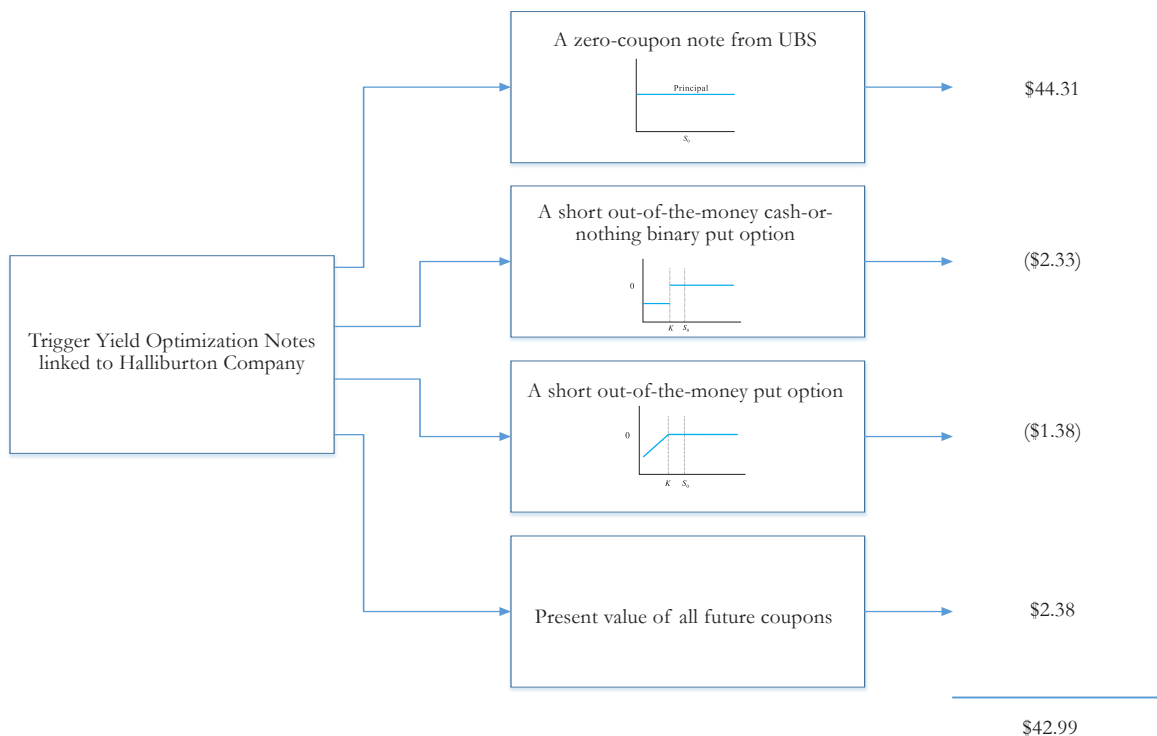 A zero-coupon note from UBS
Principal
S₀
$44.31
A short out-of-the-money cash-or-
nothing binary put option
0
K S₀
($2.33)
Trigger Yield Optimization Notes
linked to Halliburton Company
A short out-of-the-money put option
0
K S₀
($1.38)
Present value of all future coupons
$2.38
$42.99